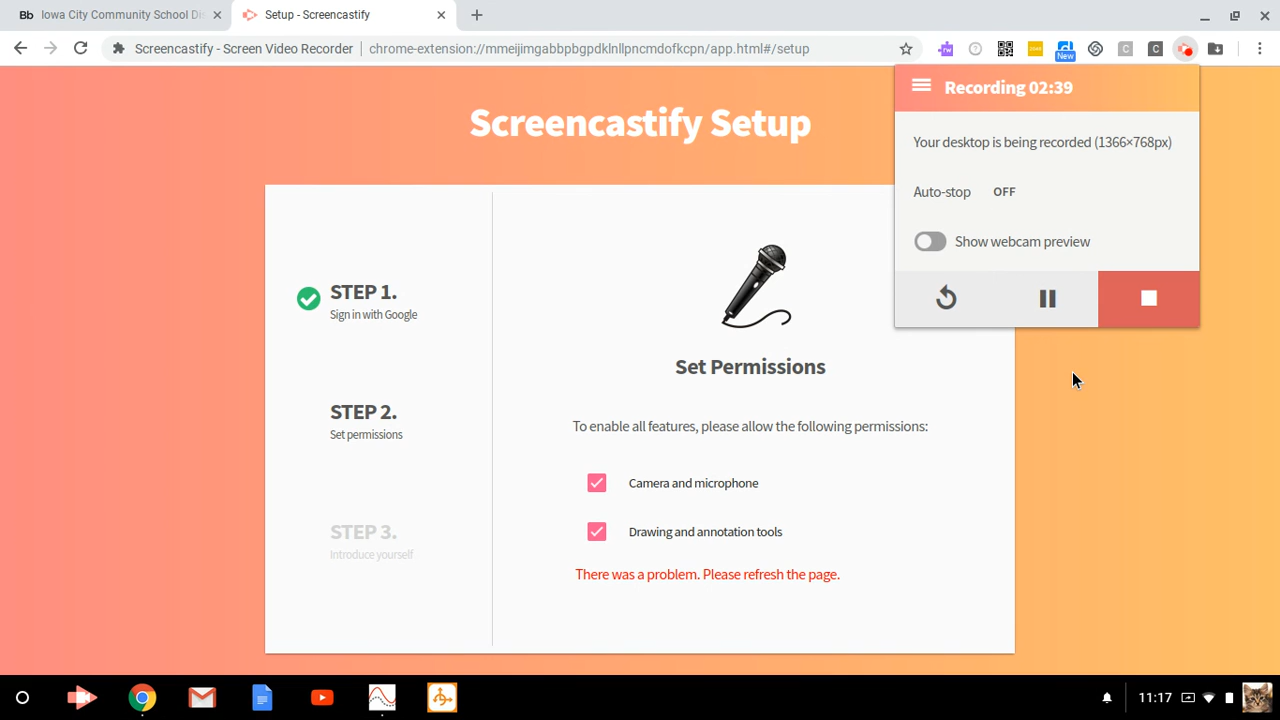 Bb Iowa City Community School Di
Setup - Screencastify
Screencastify - Screen Video Recorder
chrome-extension://mmeijimgabbpbgpdklnllpncmdofkcpn/app.html#/setup
New
Recording 02:39
Your desktop is being recorded (1366×768px)
Auto-stop OFF
Show webcam preview
Screencastify Setup
STEP 1.
Sign in with Google
STEP 2.
Set permissions
STEP 3.
Introduce yourself
Set Permissions
To enable all features, please allow the following permissions:
Camera and microphone
Drawing and annotation tools
There was a problem. Please refresh the page.
11:17